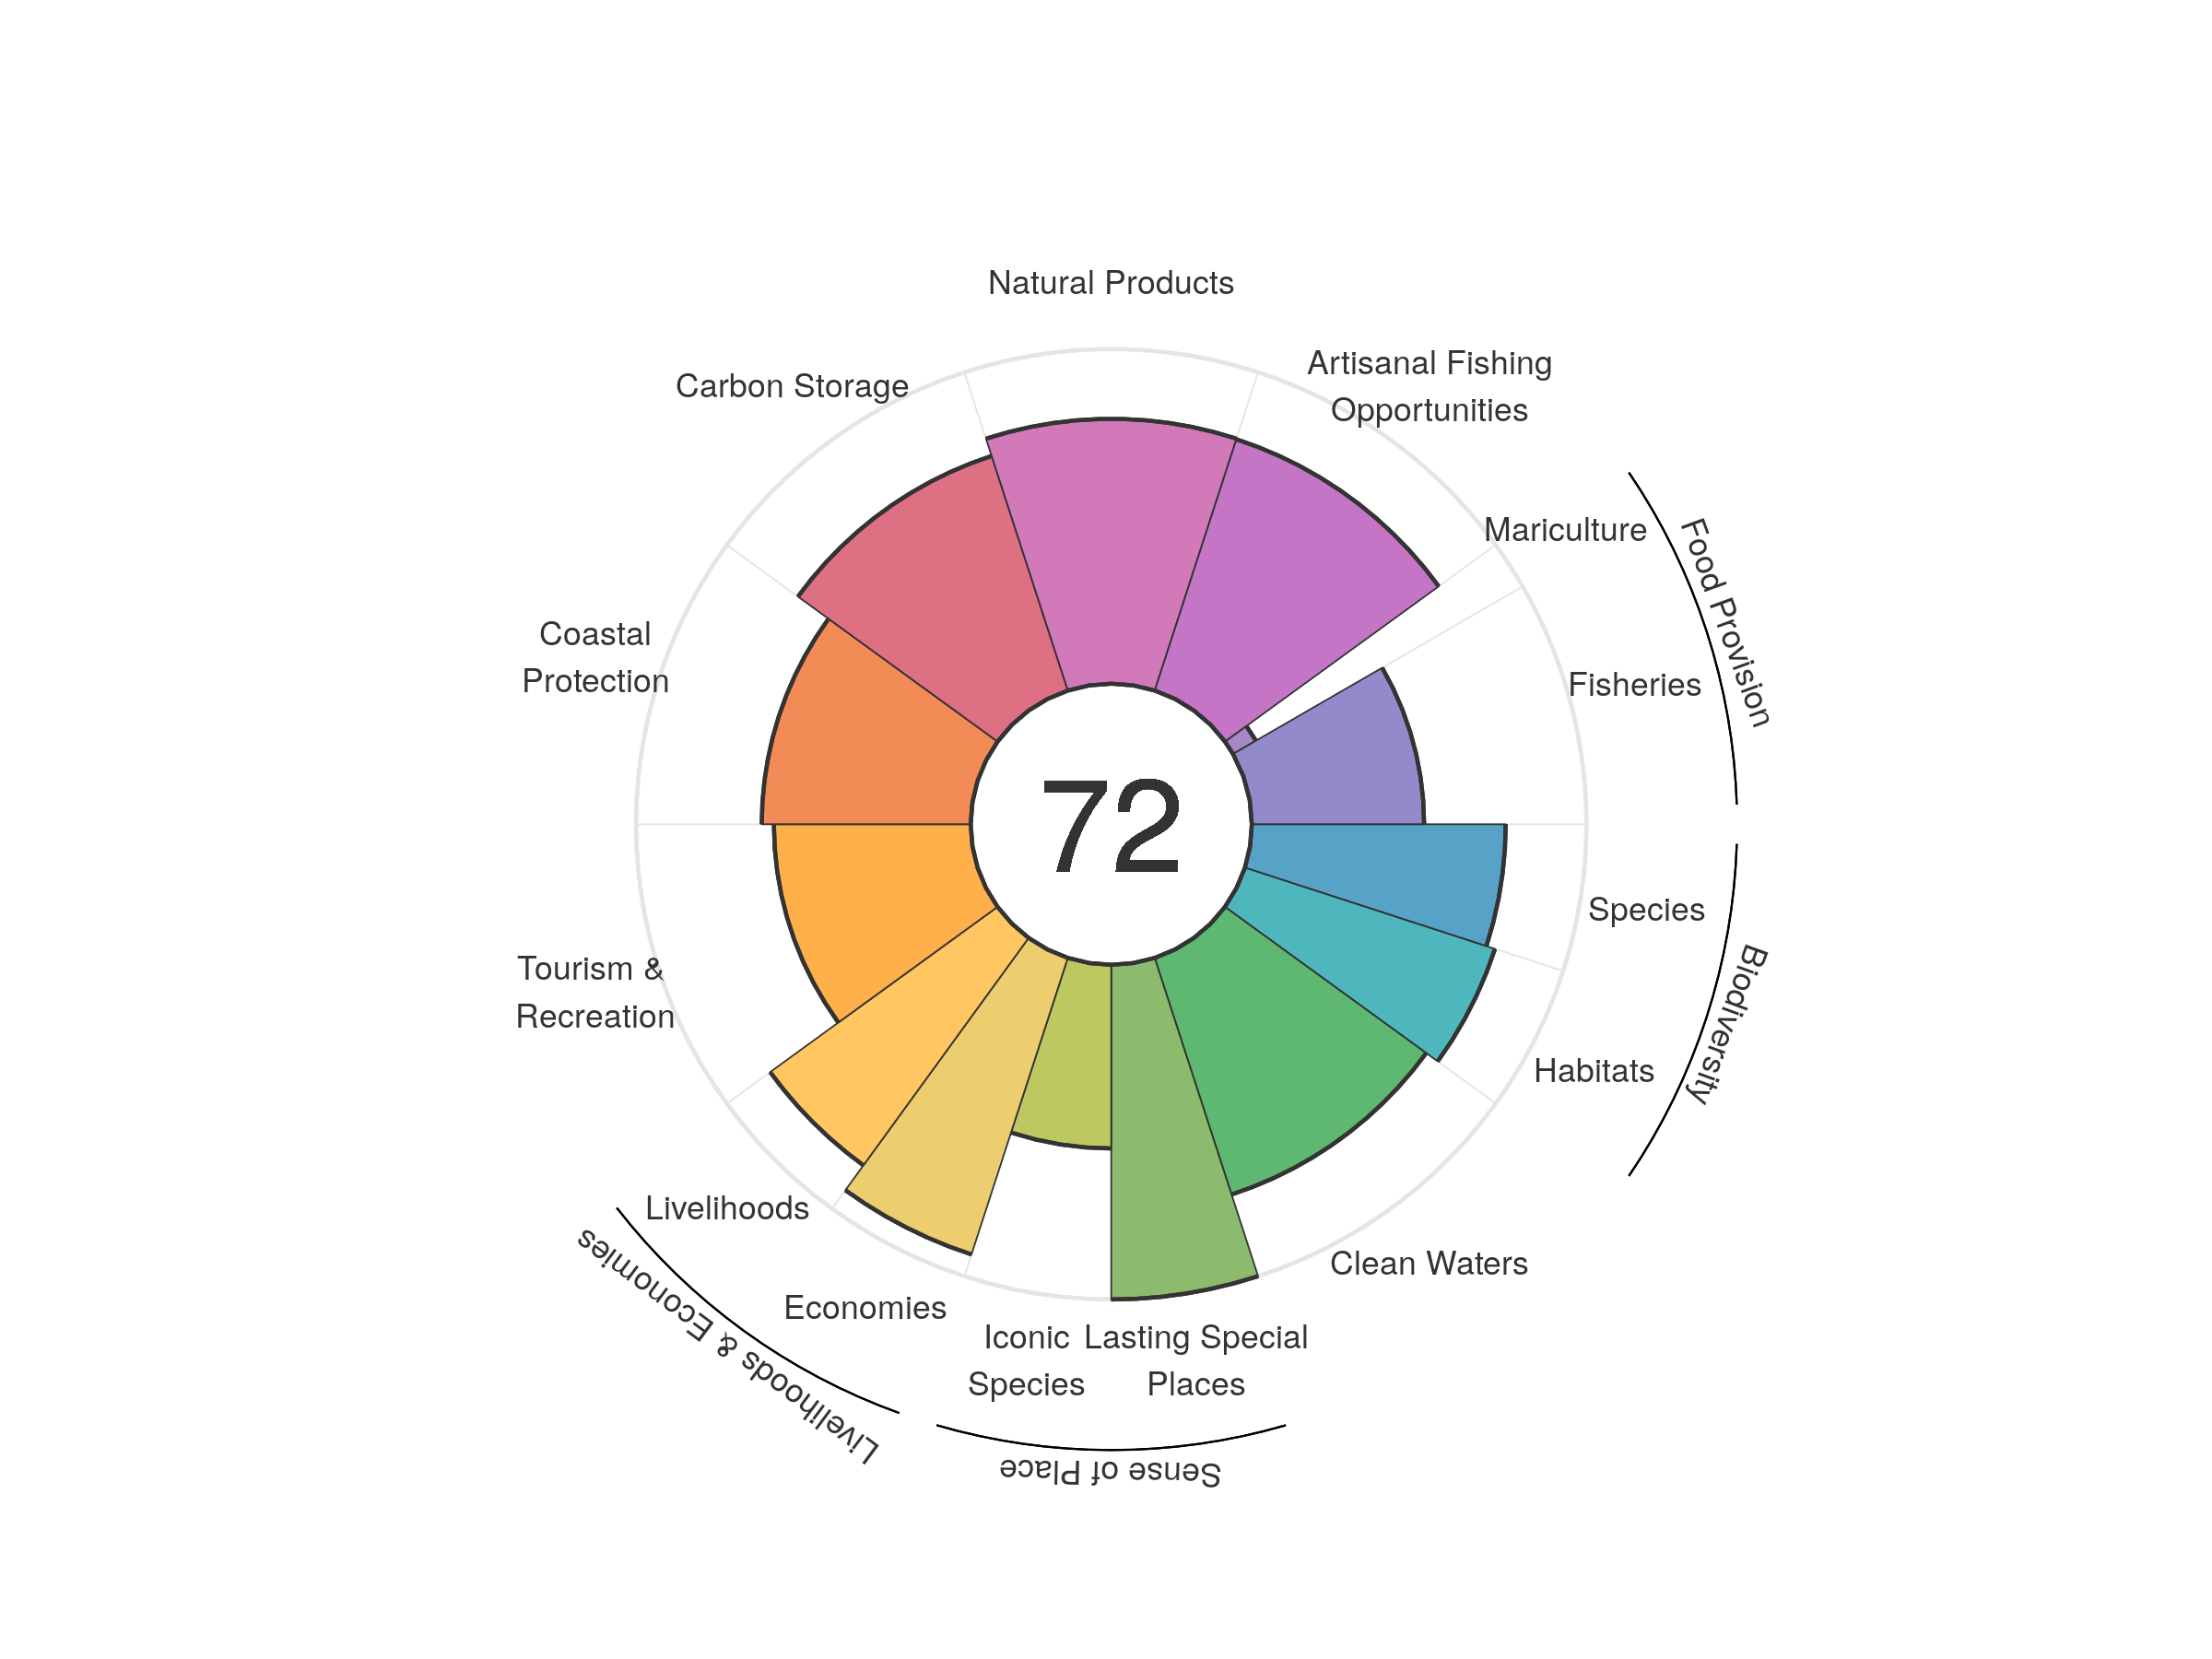 Natural Products
Artisanal Fishing
Opportunities
Carbon Storage
Mariculture
Food Provision
Fisheries
Coastal
Protection
72
Species
Biodiversity
Tourism &
Recreation
Habitats
Livelihoods
Clean Waters
Livelihoods & Economies
Economies
Iconic
Species
Lasting Special
Places
Sense of Place